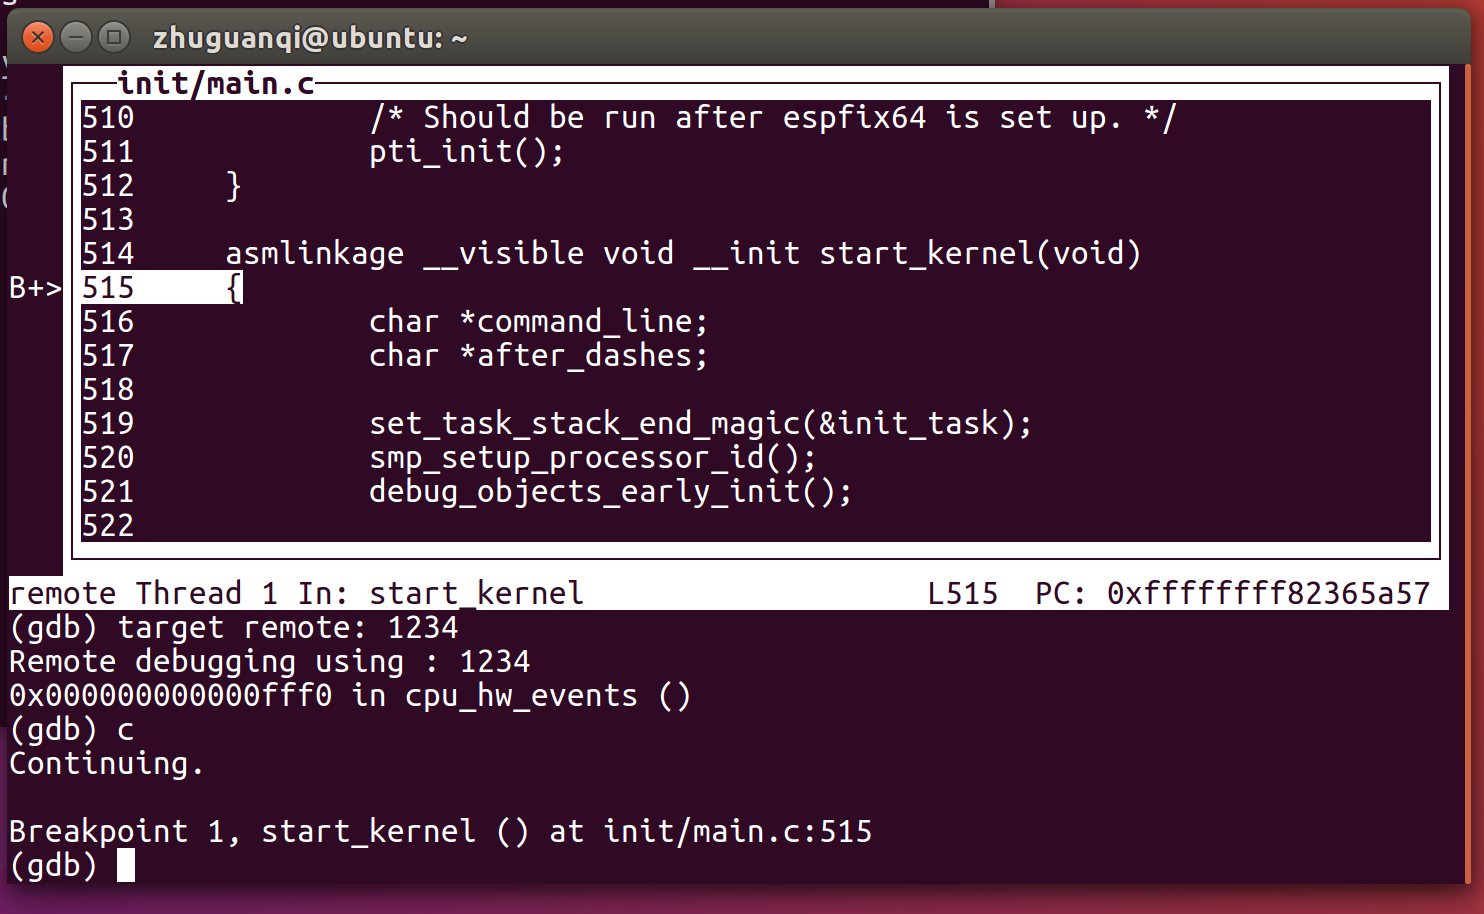 zhuguanqi@ubuntu: ~
init/main.c
510 /* Should be run after espfix64 is set up. */
511 pti_init();
512 }
513
514 asmlinkage __visible void __init start_kernel(void)
B+> 515 {
516 char *command_line;
517 char *after_dashes;
518
519 set_task_stack_end_magic(&init_task);
520 smp_setup_processor_id();
521 debug_objects_early_init();
522
remote Thread 1 In: start_kernel L515 PC: 0xffffffff82365a57
(gdb) target remote: 1234
Remote debugging using : 1234
0x000000000000fff0 in cpu_hw_events ()
(gdb) c
Continuing.
Breakpoint 1, start_kernel () at init/main.c:515
(gdb)